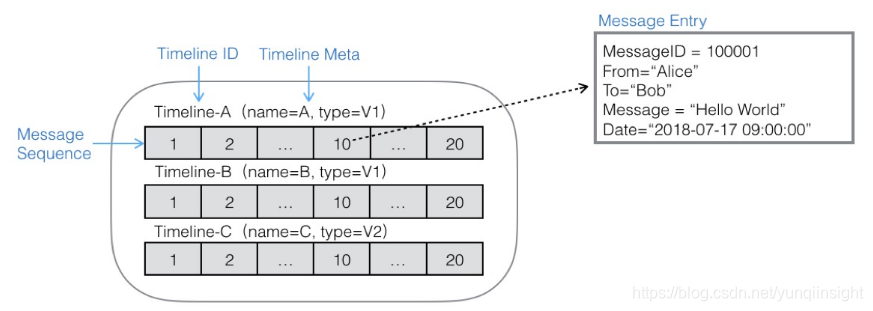 Message Entry
Timeline ID Timeline Meta
MessageID = 100001
From=“Alice”
To=“Bob”
Message = “Hello World”
Date=“2018-07-17 09:00:00”
Timeline-A (name=A, type=V1)
Message
Sequence
1 2 ... 10 ... 20
Timeline-B (name=B, type=V1)
1 2 ... 10 ... 20
Timeline-C (name=C, type=V2)
1 2 ... 10 ... 20
https://blog.csdn.net/yunqiinsight